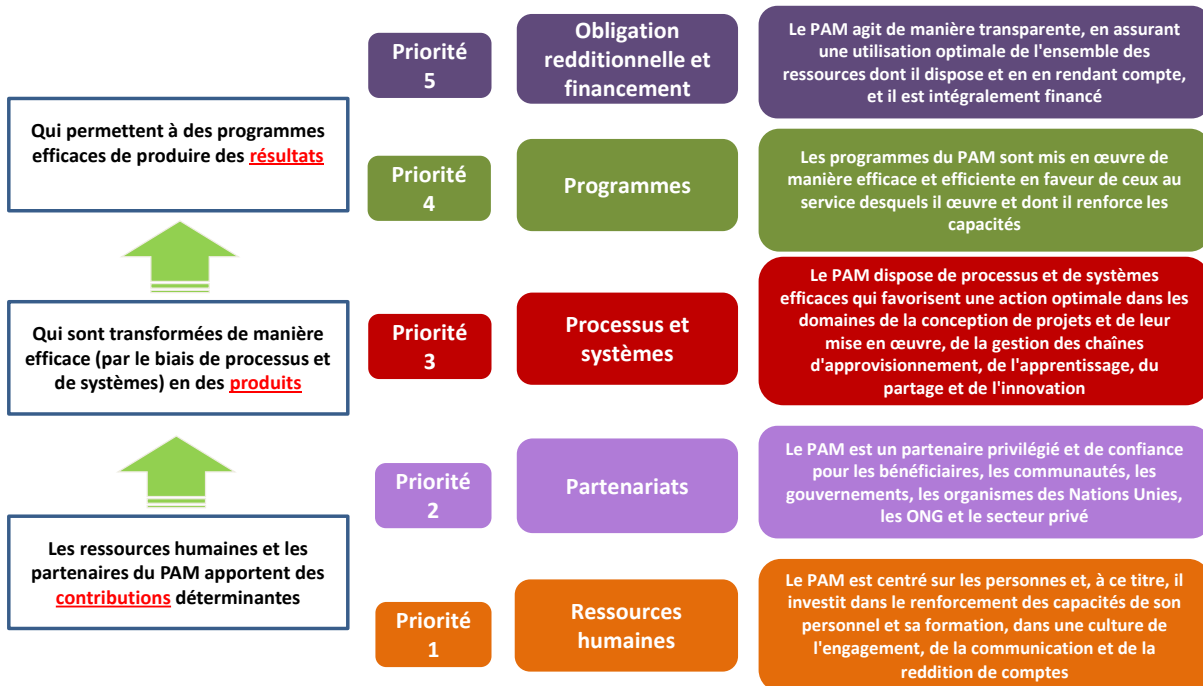 Priorité
5
Obligation
redditionnelle et
financement
Le PAM agit de manière transparente, en assurant
une utilisation optimale de l'ensemble des
ressources dont il dispose et en en rendant compte,
et il est intégralement financé
Qui permettent à des programmes
efficaces de produire des résultats
Priorité
4
Programmes
Les programmes du PAM sont mis en œuvre de
manière efficace et efficiente en faveur de ceux au
service desquels il œuvre et dont il renforce les
capacités
Qui sont transformées de manière
efficace (par le biais de processus et
de systèmes) en des produits
Priorité
3
Processus et
systèmes
Le PAM dispose de processus et de systèmes
efficaces qui favorisent une action optimale dans les
domaines de la conception de projets et de leur
mise en œuvre, de la gestion des chaînes
d'approvisionnement, de l'apprentissage, du
partage et de l'innovation
Priorité
2
Partenariats
Le PAM est un partenaire privilégié et de confiance
pour les bénéficiaires, les communautés, les
gouvernements, les organismes des Nations Unies,
les ONG et le secteur privé
Les ressources humaines et les
partenaires du PAM apportent des
contributions déterminantes
Priorité
1
Ressources
humaines
Le PAM est centré sur les personnes et, à ce titre, il
investit dans le renforcement des capacités de son
personnel et sa formation, dans une culture de
l'engagement, de la communication et de la
reddition de comptes